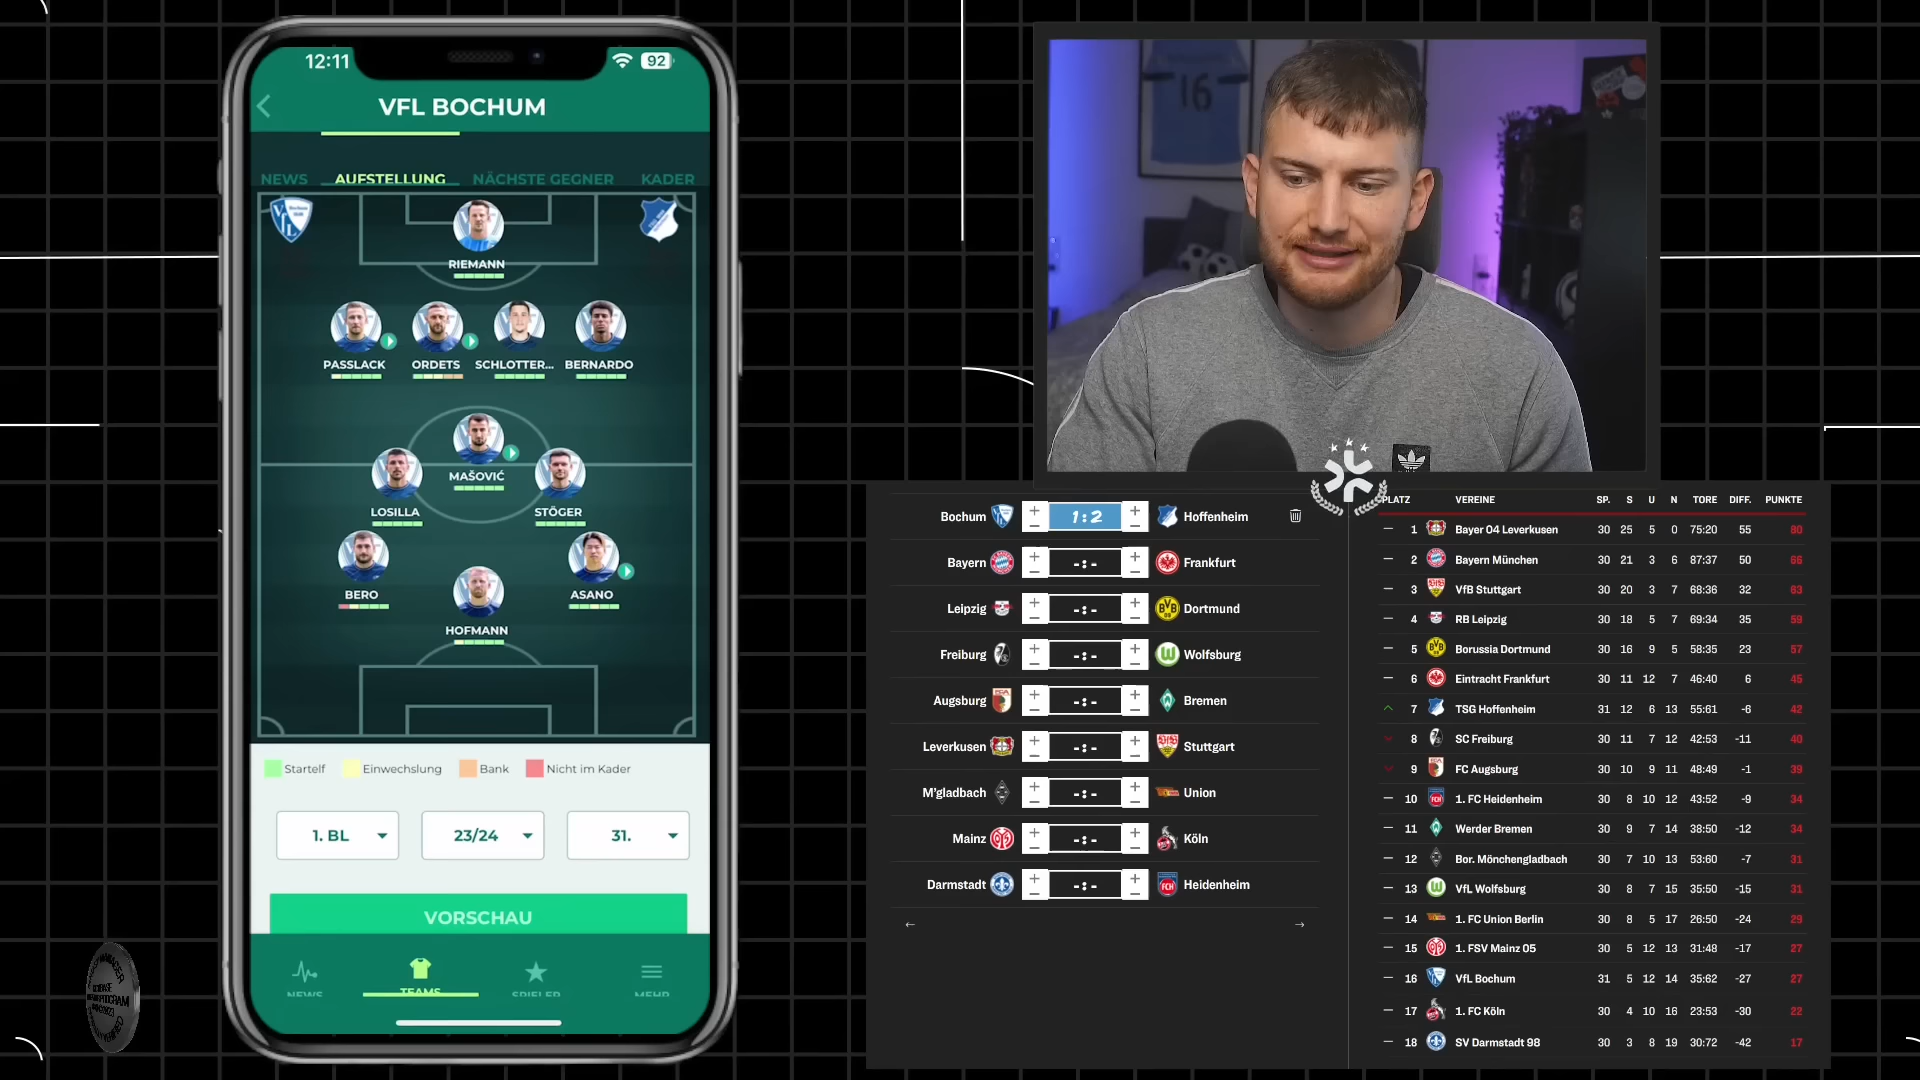 12:11
92
VFL BOCHUM
NEWS AUFSTELLUNG NÄCHSTE GEGNER KADER
RIEMANN
PASSLACK ORDETS SCHLOTTER... BERNARDO
MAŠOVIĆ
LOSILLA STÖGER
BERO ASANO
HOFMANN
Startelf Einwechslung Bank Nicht im Kader
1. BL 23/24 31.
VORSCHAU
NEWS TEAMS SPIELER MEHR
16
Bochum + − 1:2 + − Hoffenheim
Bayern + − -:- + − Frankfurt
Leipzig + − -:- + − Dortmund
Freiburg + − -:- + − Wolfsburg
Augsburg + − -:- + − Bremen
Leverkusen + − -:- + − Stuttgart
M'gladbach + − -:- + − Union
Mainz + − -:- + − Köln
Darmstadt + − -:- + − Heidenheim
← →
PLATZ VEREINE SP. S U N TORE DIFF. PUNKTE
1 Bayer 04 Leverkusen 30 25 5 0 75:20 55 80
2 Bayern München 30 21 3 6 87:37 50 66
3 VfB Stuttgart 30 20 3 7 68:36 32 63
4 RB Leipzig 30 18 5 7 69:34 35 59
5 Borussia Dortmund 30 16 9 5 58:35 23 57
6 Eintracht Frankfurt 30 11 12 7 46:40 6 45
7 TSG Hoffenheim 31 12 6 13 55:61 -6 42
8 SC Freiburg 30 11 7 12 42:53 -11 40
9 FC Augsburg 30 10 9 11 48:49 -1 39
10 1. FC Heidenheim 30 8 10 12 43:52 -9 34
11 Werder Bremen 30 9 7 14 38:50 -12 34
12 Bor. Mönchengladbach 30 7 10 13 53:60 -7 31
13 VfL Wolfsburg 30 8 7 15 35:50 -15 31
14 1. FC Union Berlin 30 8 5 17 26:50 -24 29
15 1. FSV Mainz 05 30 5 12 13 31:48 -17 27
16 VfL Bochum 31 5 12 14 35:62 -27 27
17 1. FC Köln 30 4 10 16 23:53 -30 22
18 SV Darmstadt 98 30 3 8 19 30:72 -42 17